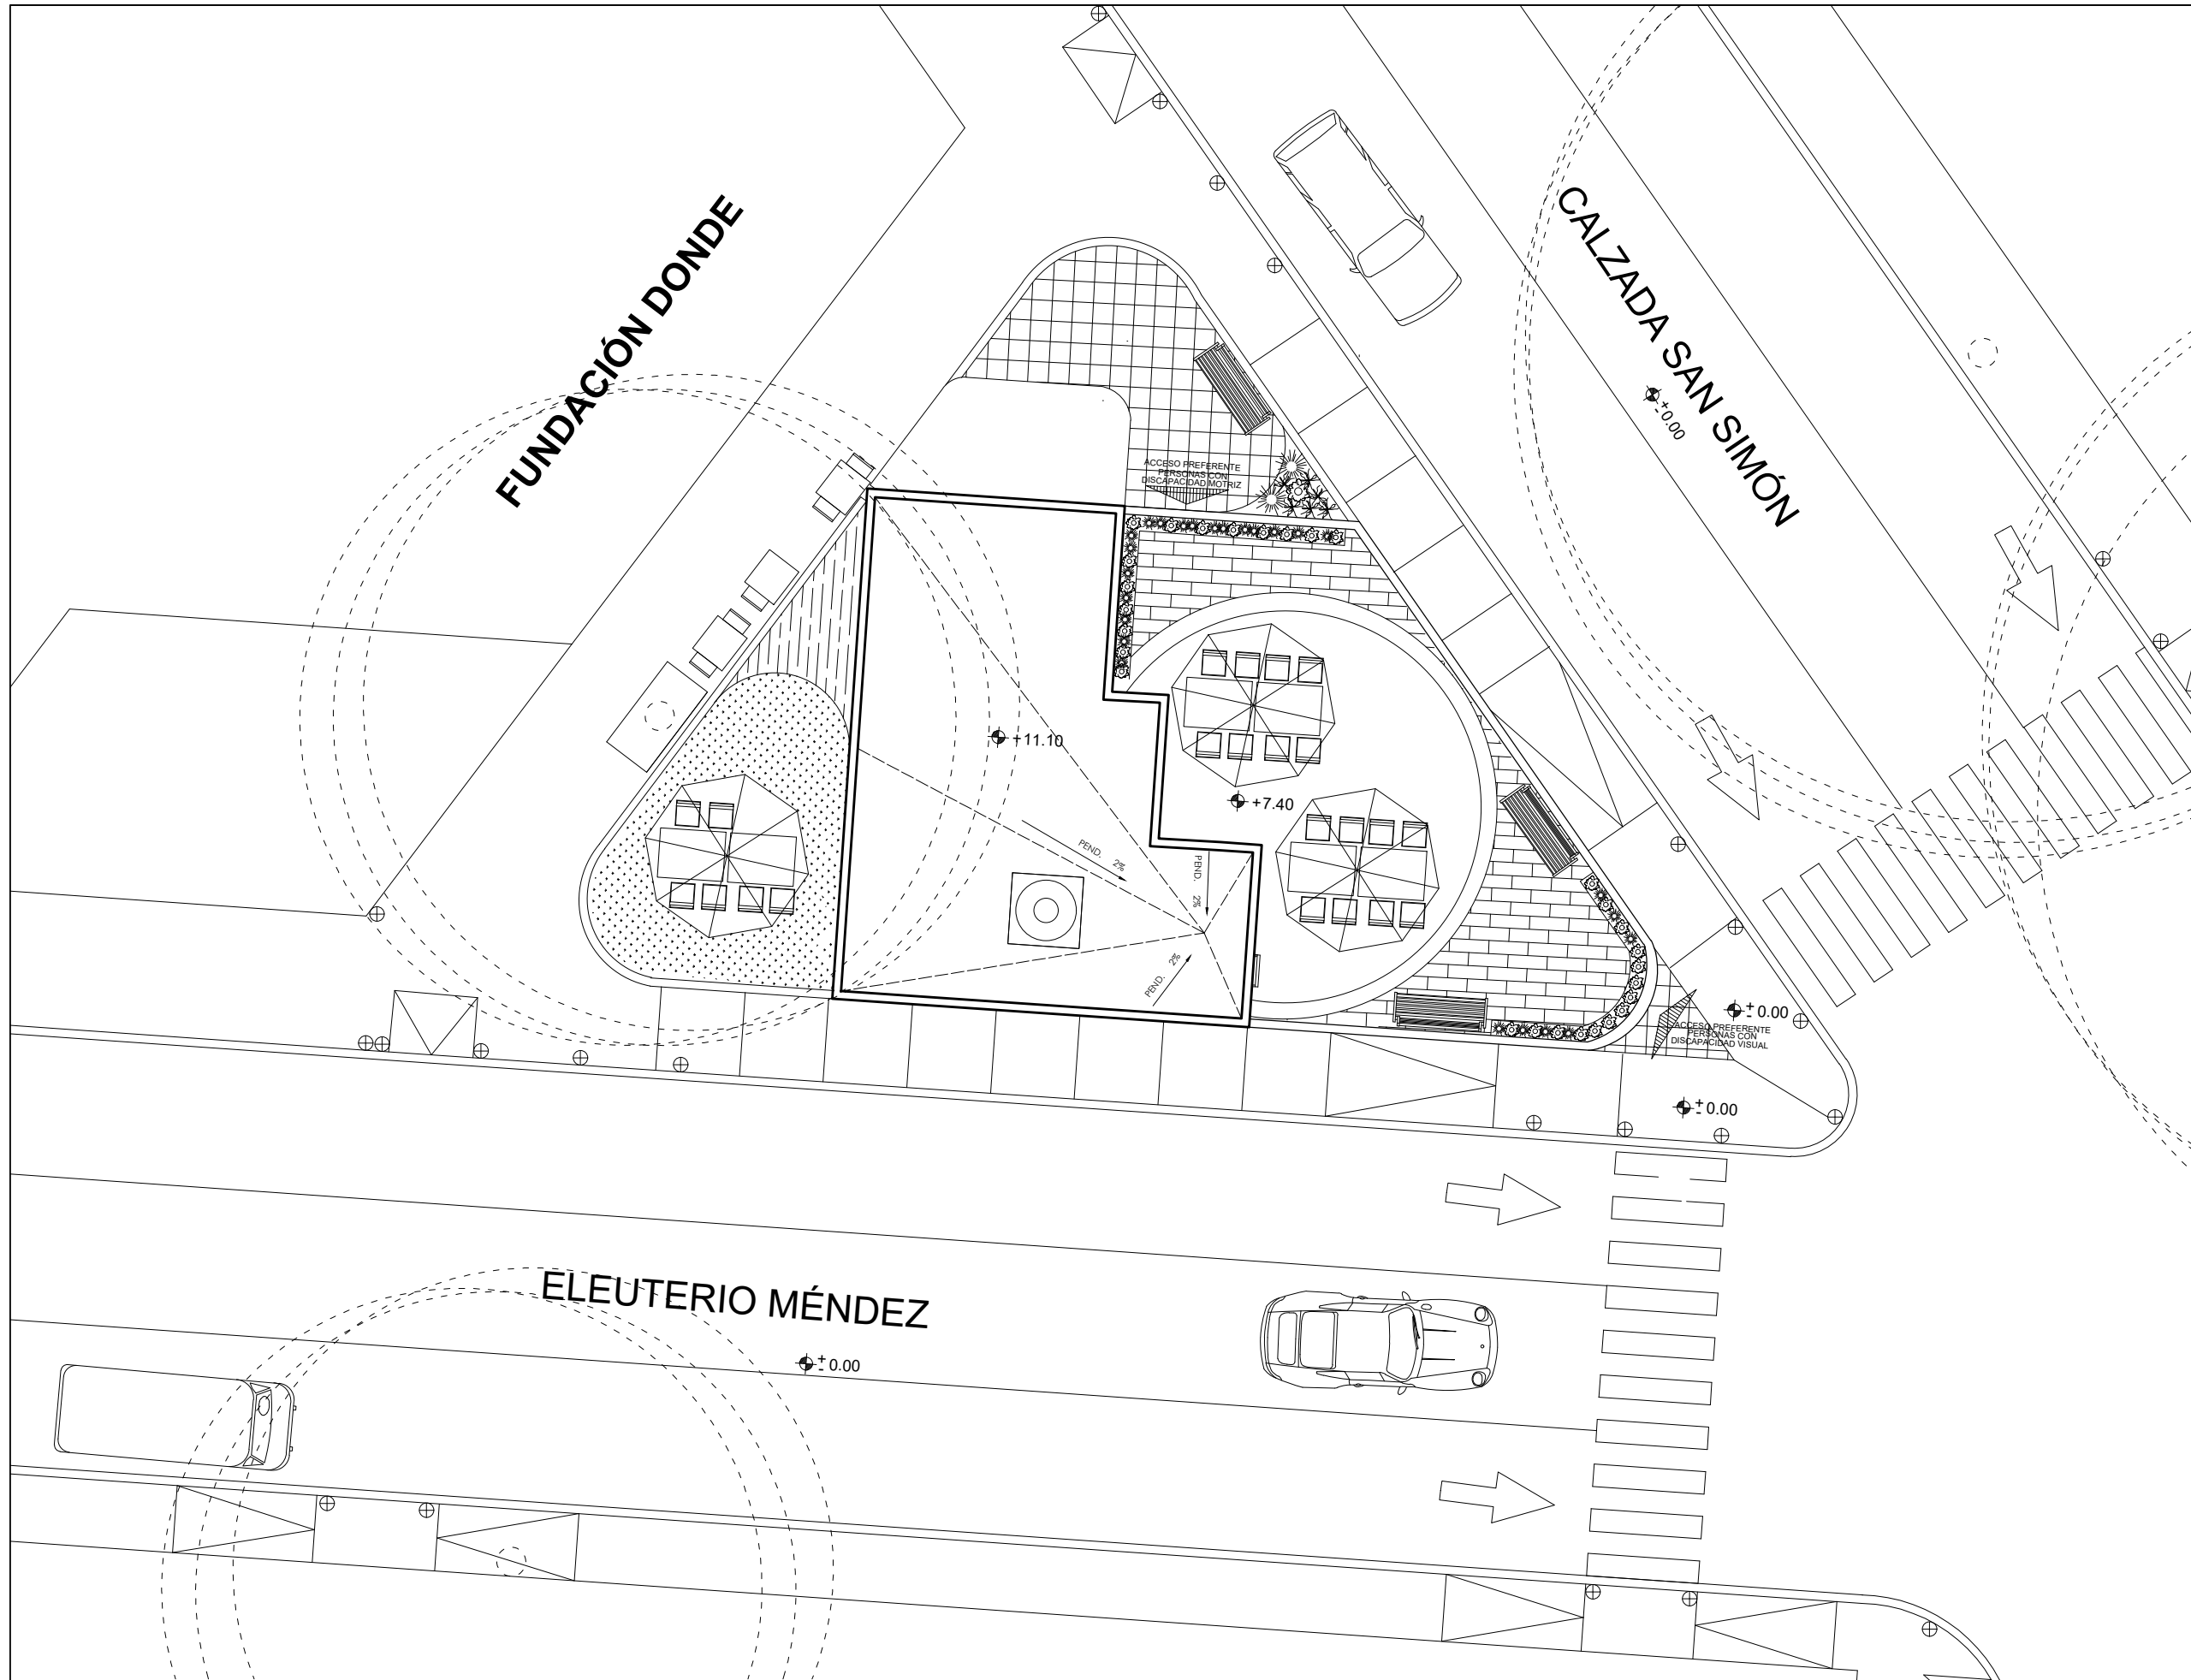 FUNDACIÓN DONDE
CALZADA SAN SIMÓN
+
- 0.00
ACCESO PREFERENTE
PERSONAS CON
DISCAPACIDAD MOTRIZ
+11.10
+7.40
PEND. 2%
PEND. 2%
PEND. 2%
+
- 0.00
ACCESO PREFERENTE
PERSONAS CON
DISCAPACIDAD VISUAL
+
- 0.00
ELEUTERIO MÉNDEZ
+
- 0.00